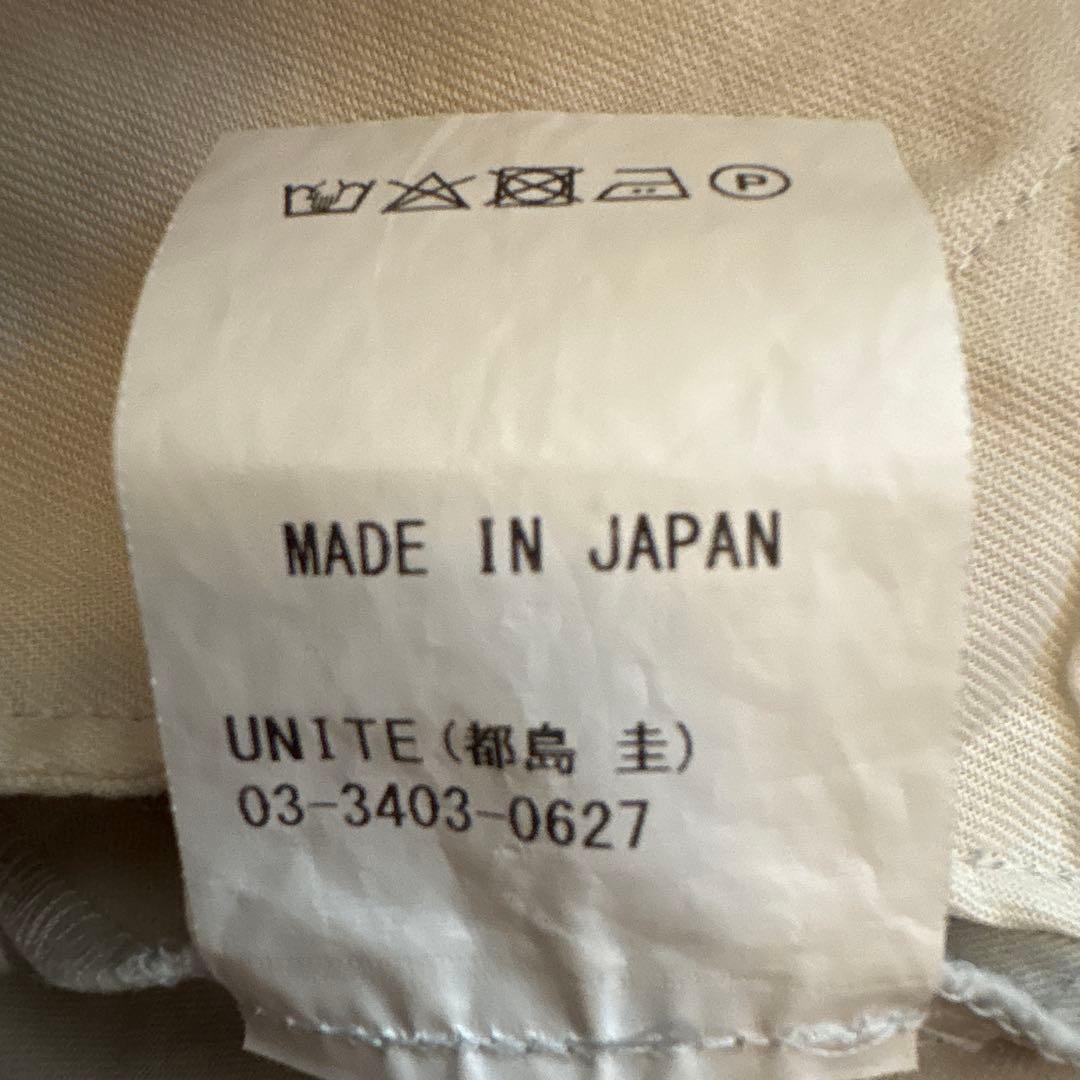 P
MADE IN JAPAN
UNITE(都島 圭)
03-3403-0627